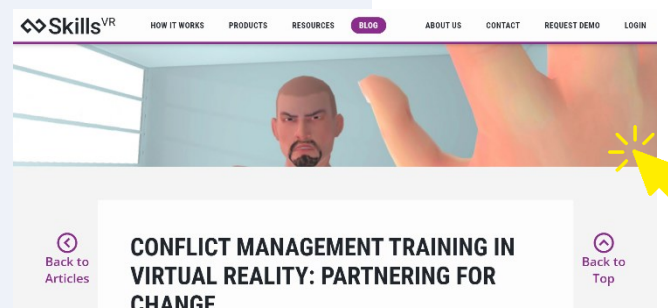 SkillsVR HOW IT WORKS PRODUCTS RESOURCES BLOG ABOUT US CONTACT REQUEST DEMO LOGIN
Back to
Articles
CONFLICT MANAGEMENT TRAINING IN
VIRTUAL REALITY: PARTNERING FOR
CHANGE
Back to
Top